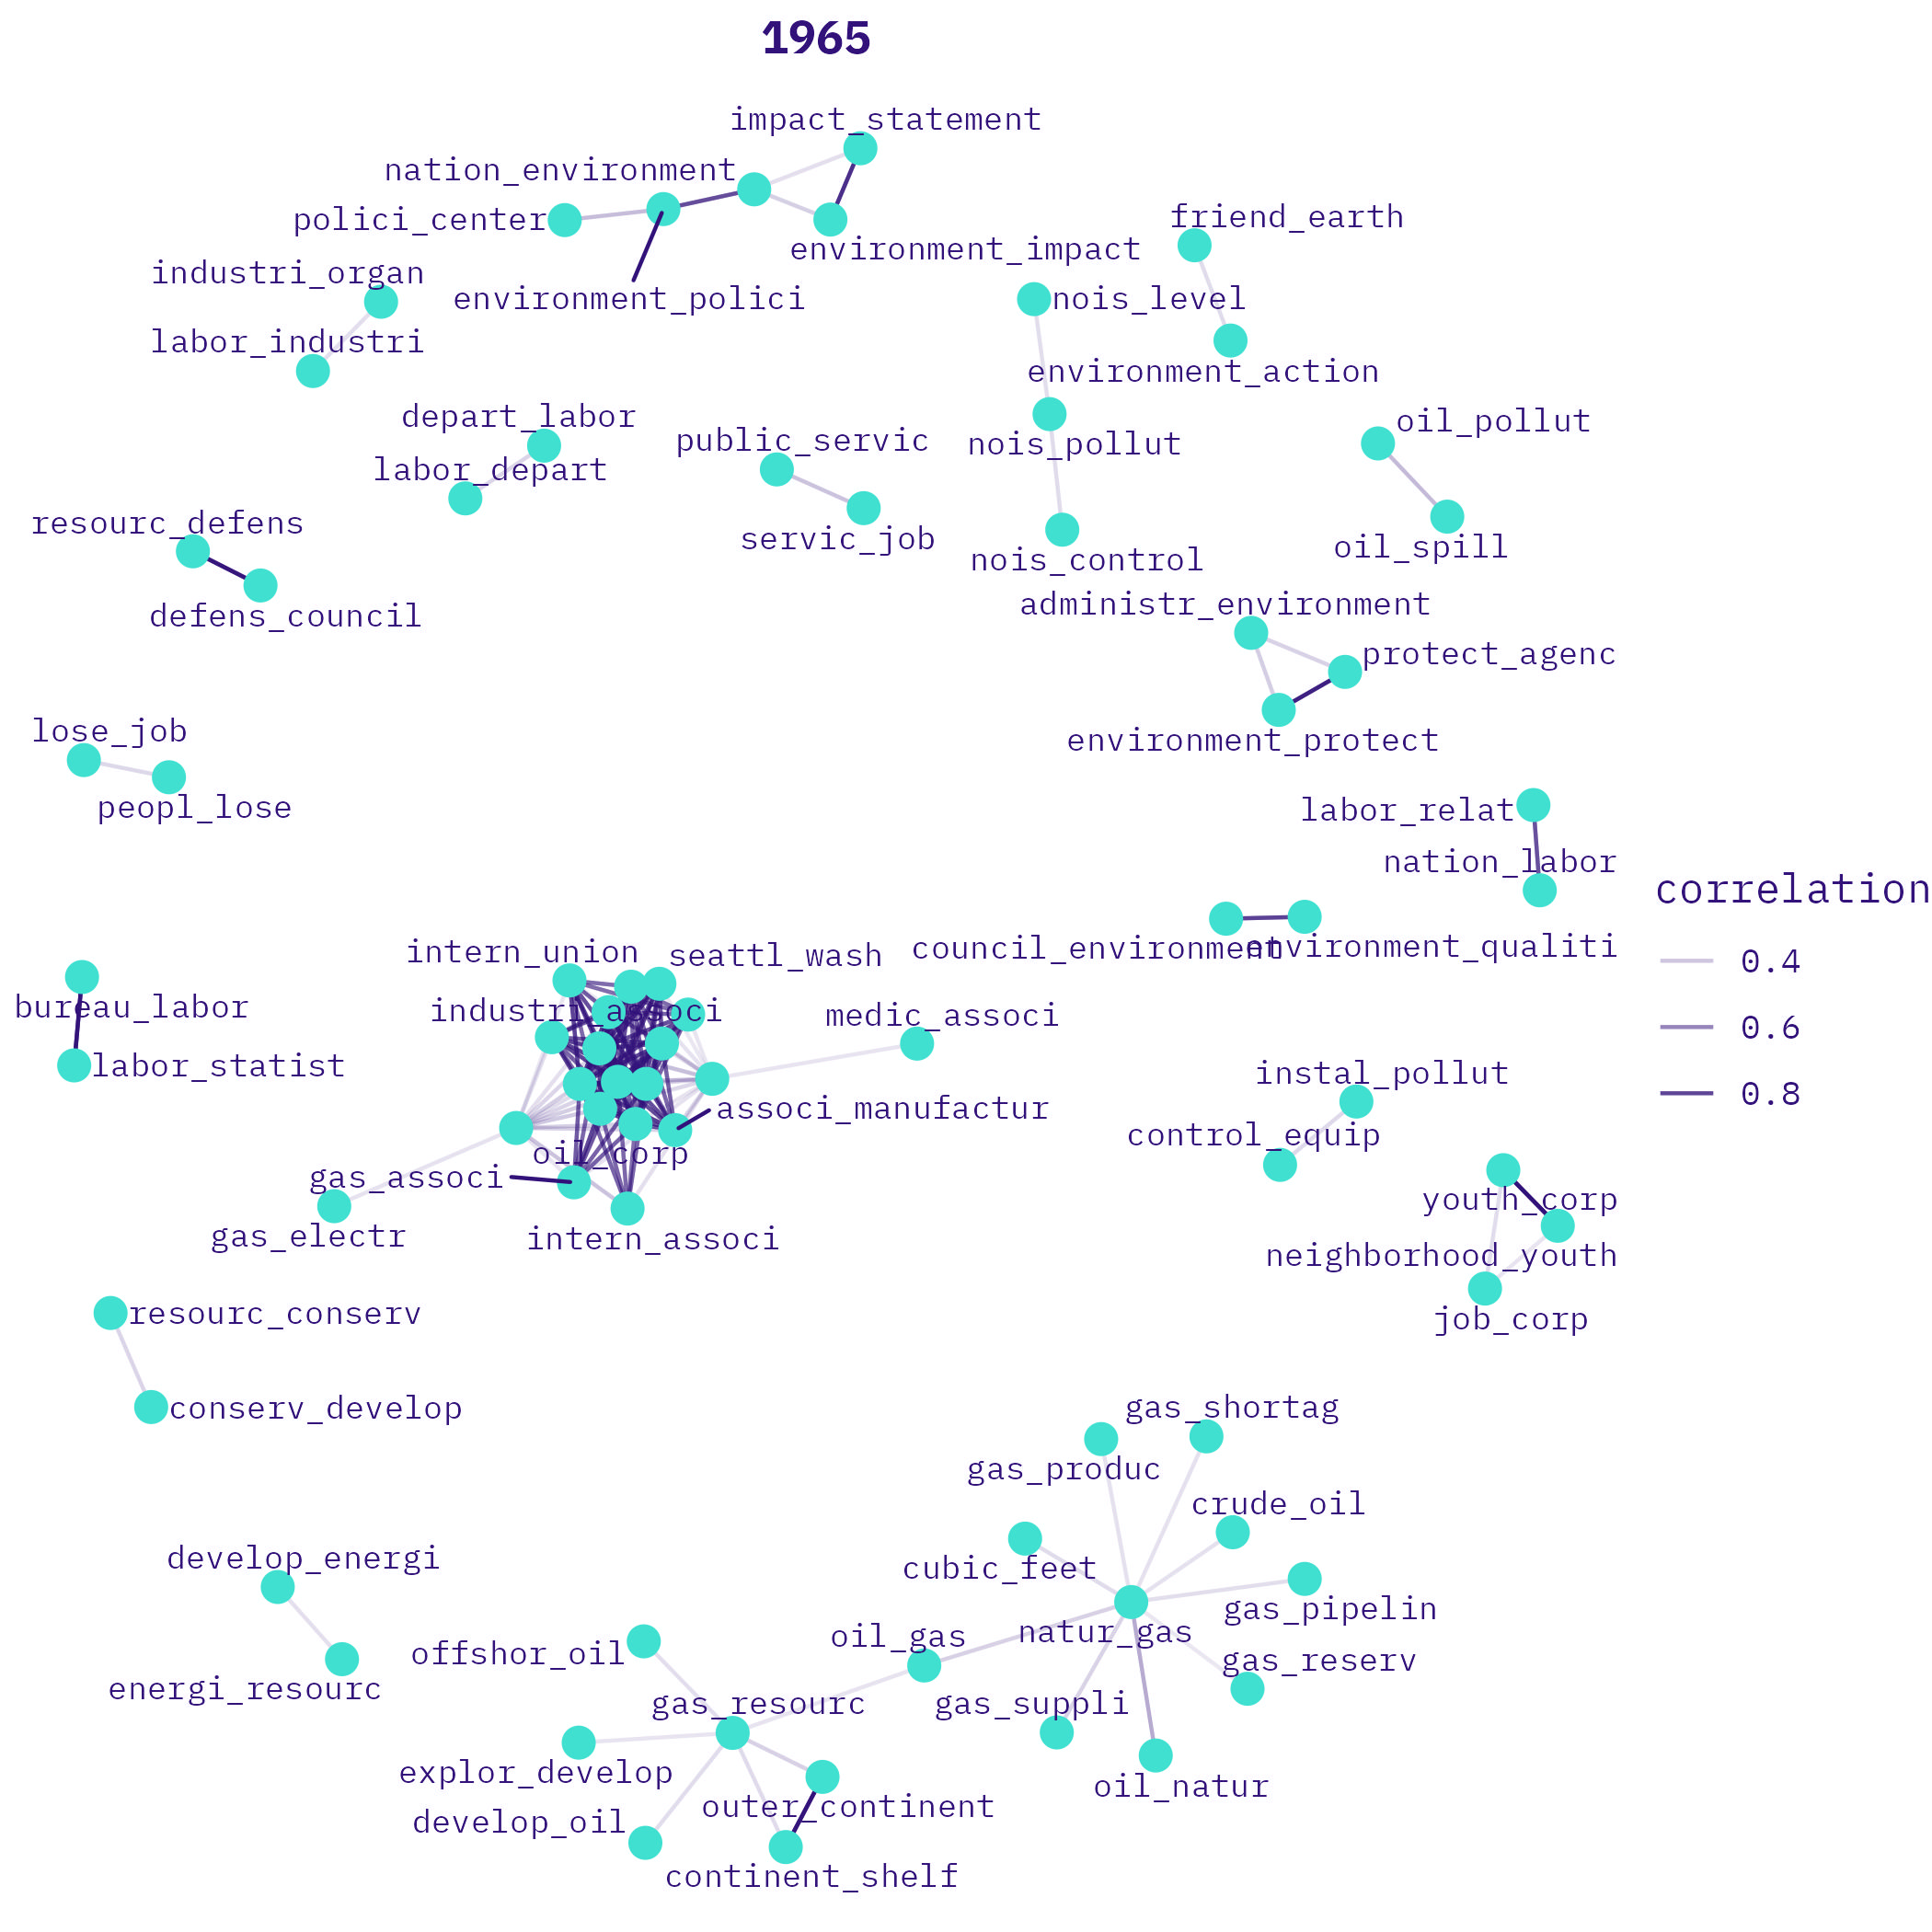 1965
impact_statement
nation_environment
polici_center
friend_earth
environment_impact
industri_organ
environment_polici
nois_level
labor_industri
environment_action
depart_labor
oil_pollut
public_servic
nois_pollut
labor_depart
resourc_defens
servic_job
oil_spill
nois_control
administr_environment
defens_council
protect_agenc
lose_job
environment_protect
peopl_lose
labor_relat
nation_labor
correlation
intern_union
seattl_wash
council_environment
environment_qualiti
0.4
bureau_labor
industri_associ
medic_associ
0.6
labor_statist
instal_pollut
0.8
associ_manufactur
control_equip
oil_corp
gas_associ
youth_corp
gas_electr
intern_associ
neighborhood_youth
resourc_conserv
job_corp
conserv_develop
gas_shortag
gas_produc
crude_oil
develop_energi
cubic_feet
gas_pipelin
offshor_oil
oil_gas
natur_gas
gas_reserv
energi_resourc
gas_resourc
gas_suppli
explor_develop
oil_natur
outer_continent
develop_oil
continent_shelf